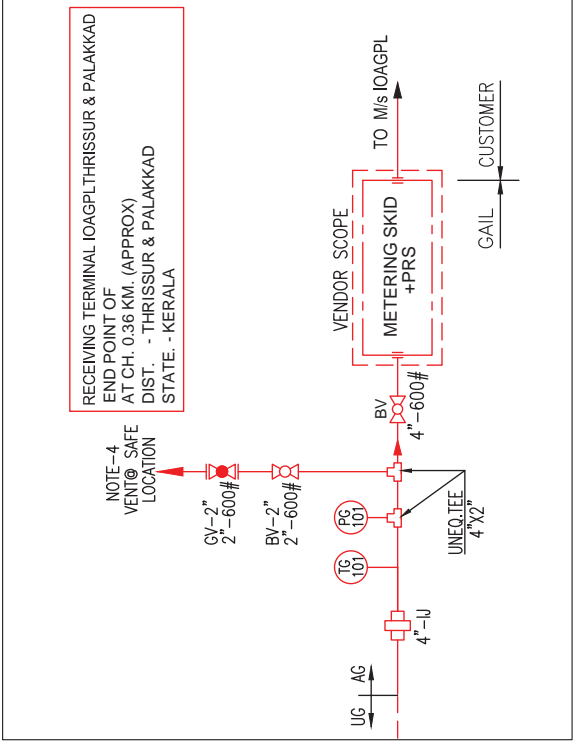 RECEIVING TERMINAL IOAGPLTHRISSUR & PALAKKAD
END POINT OF
AT CH. 0.36 KM. (APPROX)
DIST. - THRISSUR & PALAKKAD
STATE. - KERALA
NOTE-4
VENT@ SAFE
LOCATION
GV-2"
2"-600#
BV-2"
2"-600#
VENDOR SCOPE
METERING SKID
+PRS
TO M/s IOAGPL
BV
4"-600#
PG
101
TG
101
4"-IJ
UNEQ.TEE
4"X2"
UG
AG
GAIL
CUSTOMER